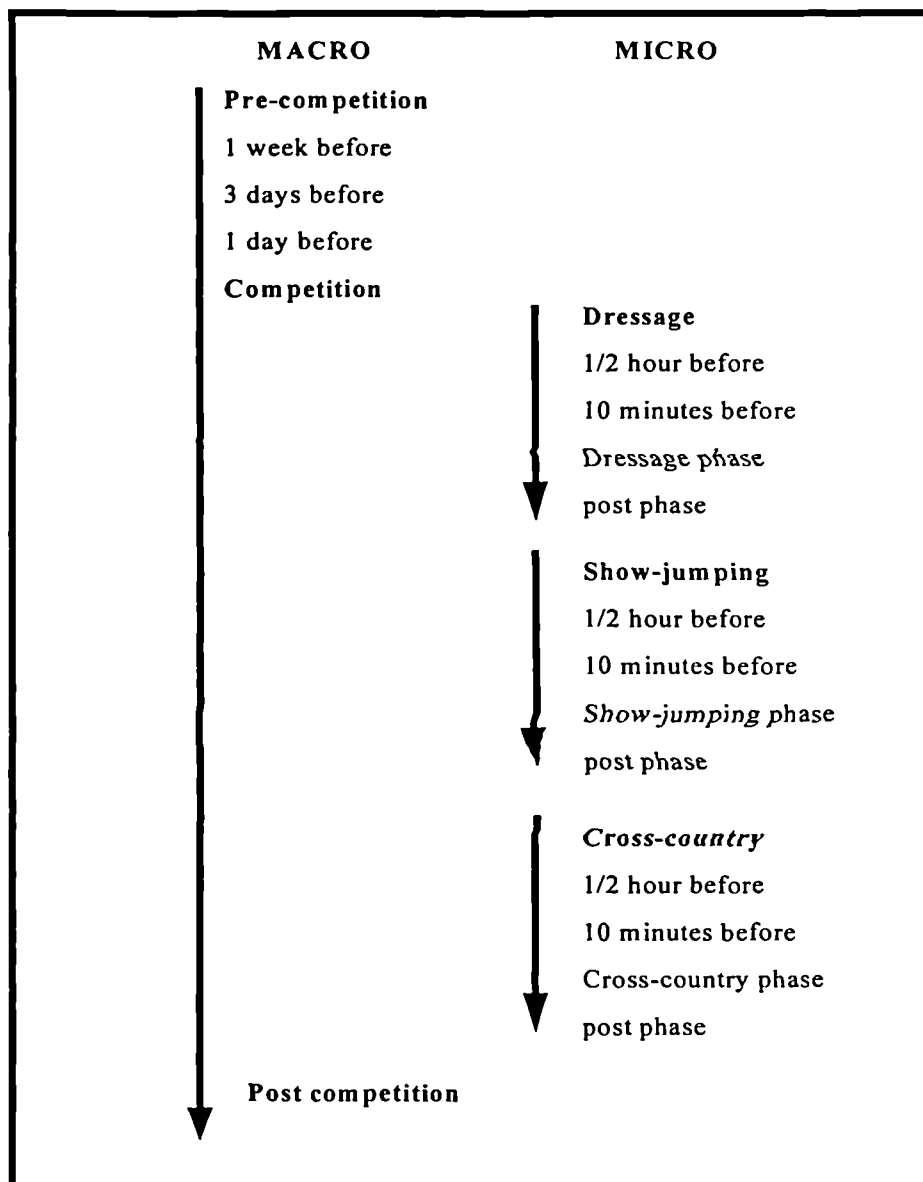 MACRO MICRO
Pre-competition
1 week before
3 days before
1 day before
Competition
Dressage
1/2 hour before
10 minutes before
Dressage phase
post phase
Show-jumping
1/2 hour before
10 minutes before
Show-jumping phase
post phase
Cross-country
1/2 hour before
10 minutes before
Cross-country phase
post phase
Post competition